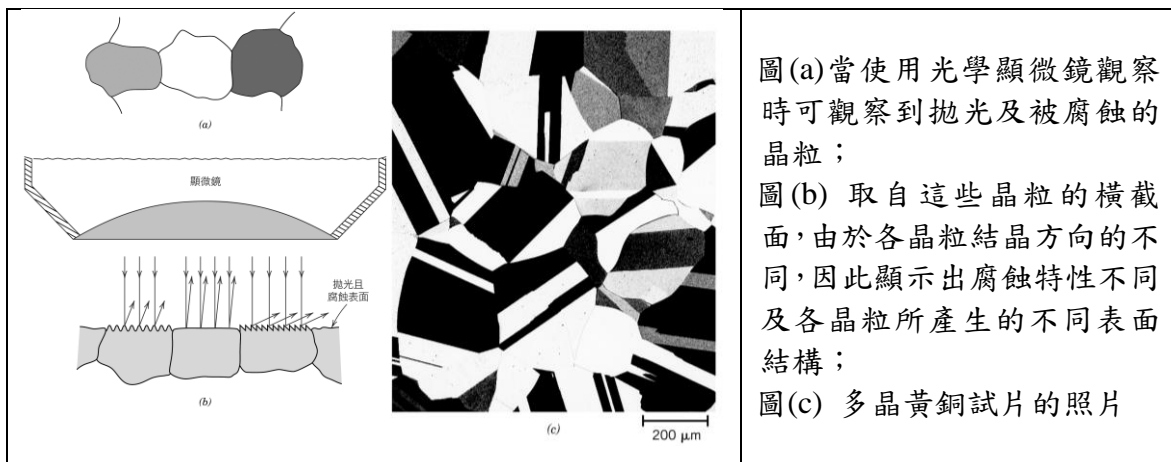 (a)
顯微鏡
拋光且
腐蝕表面
(b)
(c)
200 μm
圖(a)當使用光學顯微鏡觀察
時可觀察到拋光及被腐蝕的
晶粒；
圖(b) 取自這些晶粒的橫截
面，由於各晶粒結晶方向的不
同，因此顯示出腐蝕特性不同
及各晶粒所產生的不同表面
結構；
圖(c) 多晶黃銅試片的照片